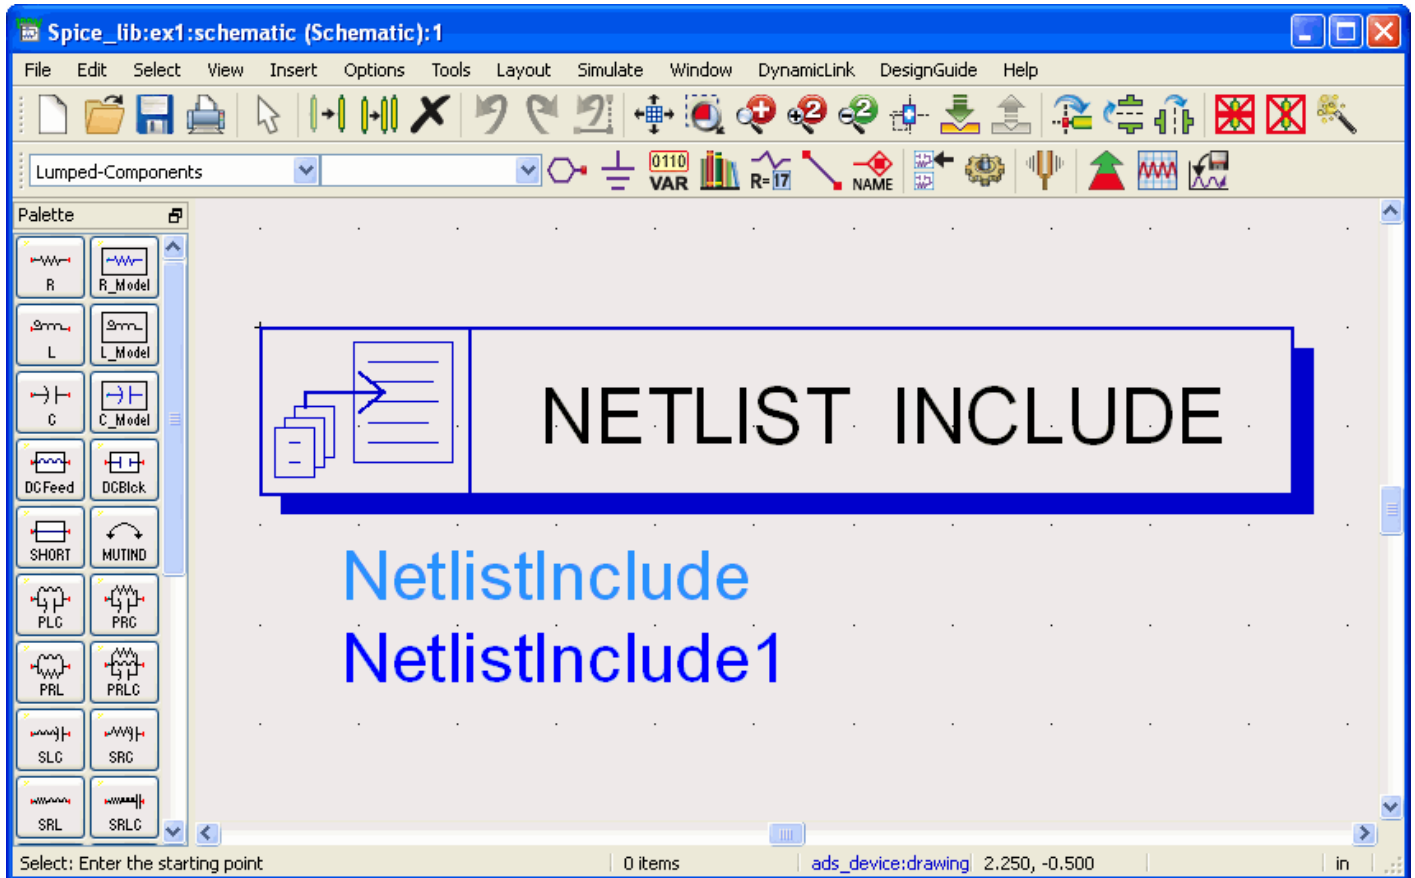 Spice_lib:ex1:schematic (Schematic):1
File Edit Select View Insert Options Tools Layout Simulate Window DynamicLink DesignGuide Help
2 2
Lumped-Components 0110 VAR R=17 NAME
Palette
R R_Model
L L_Model
C C_Model
DCFeed DCBlck
SHORT MUTIND
PLC PRC
PRL PRLC
SLC SRC
SRL SRLC
NETLIST INCLUDE
NetlistInclude
NetlistInclude1
Select: Enter the starting point 0 items ads_device:drawing 2.250, -0.500 in